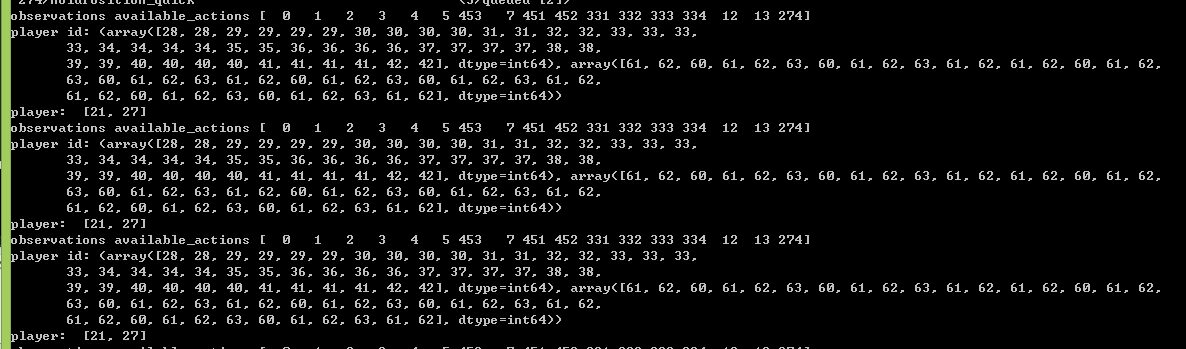 274/HoldPosition_quick (3/queued [2])
observations available_actions [  0   1   2   3   4   5 453   7 451 452 331 332 333 334  12  13 274]
player id: (array([28, 28, 29, 29, 29, 29, 30, 30, 30, 30, 31, 31, 32, 32, 33, 33, 33,
33, 34, 34, 34, 34, 35, 35, 36, 36, 36, 36, 37, 37, 37, 37, 38, 38,
39, 39, 40, 40, 40, 40, 41, 41, 41, 41, 42, 42], dtype=int64), array([61, 62, 60, 61, 62, 63, 60, 61, 62, 63, 61, 62, 61, 62, 60, 61, 62,
63, 60, 61, 62, 63, 61, 62, 60, 61, 62, 63, 60, 61, 62, 63, 61, 62,
61, 62, 60, 61, 62, 63, 60, 61, 62, 63, 61, 62], dtype=int64))
player:  [21, 27]
observations available_actions [  0   1   2   3   4   5 453   7 451 452 331 332 333 334  12  13 274]
player id: (array([28, 28, 29, 29, 29, 29, 30, 30, 30, 30, 31, 31, 32, 32, 33, 33, 33,
33, 34, 34, 34, 34, 35, 35, 36, 36, 36, 36, 37, 37, 37, 37, 38, 38,
39, 39, 40, 40, 40, 40, 41, 41, 41, 41, 42, 42], dtype=int64), array([61, 62, 60, 61, 62, 63, 60, 61, 62, 63, 61, 62, 61, 62, 60, 61, 62,
63, 60, 61, 62, 63, 61, 62, 60, 61, 62, 63, 60, 61, 62, 63, 61, 62,
61, 62, 60, 61, 62, 63, 60, 61, 62, 63, 61, 62], dtype=int64))
player:  [21, 27]
observations available_actions [  0   1   2   3   4   5 453   7 451 452 331 332 333 334  12  13 274]
player id: (array([28, 28, 29, 29, 29, 29, 30, 30, 30, 30, 31, 31, 32, 32, 33, 33, 33,
33, 34, 34, 34, 34, 35, 35, 36, 36, 36, 36, 37, 37, 37, 37, 38, 38,
39, 39, 40, 40, 40, 40, 41, 41, 41, 41, 42, 42], dtype=int64), array([61, 62, 60, 61, 62, 63, 60, 61, 62, 63, 61, 62, 61, 62, 60, 61, 62,
63, 60, 61, 62, 63, 61, 62, 60, 61, 62, 63, 60, 61, 62, 63, 61, 62,
61, 62, 60, 61, 62, 63, 60, 61, 62, 63, 61, 62], dtype=int64))
player:  [21, 27]